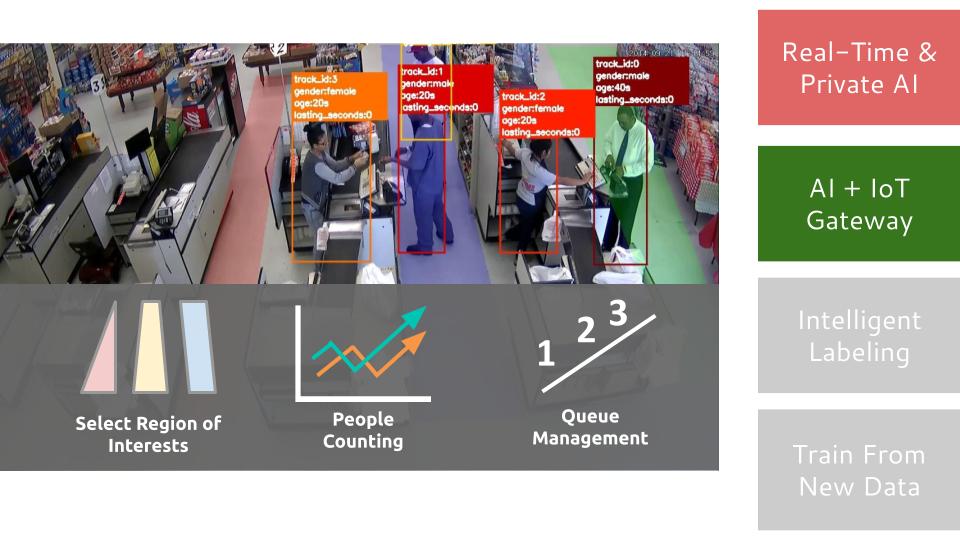 track_id:3
gender:female
age:20s
lasting_seconds:0
track_id:1
gender:male
age:20s
lasting_seconds:0
track_id:2
gender:female
age:20s
lasting_seconds:0
track_id:0
gender:male
age:40s
lasting_seconds:0
2
3
Select Region of
Interests
People
Counting
1 2 3
Queue
Management
Real-Time &
Private AI
AI + IoT
Gateway
Intelligent
Labeling
Train From
New Data